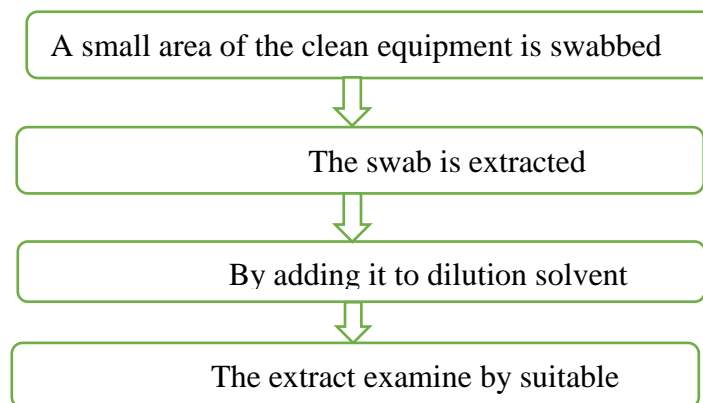 A small area of the clean equipment is swabbed
The swab is extracted
By adding it to dilution solvent
The extract examine by suitable